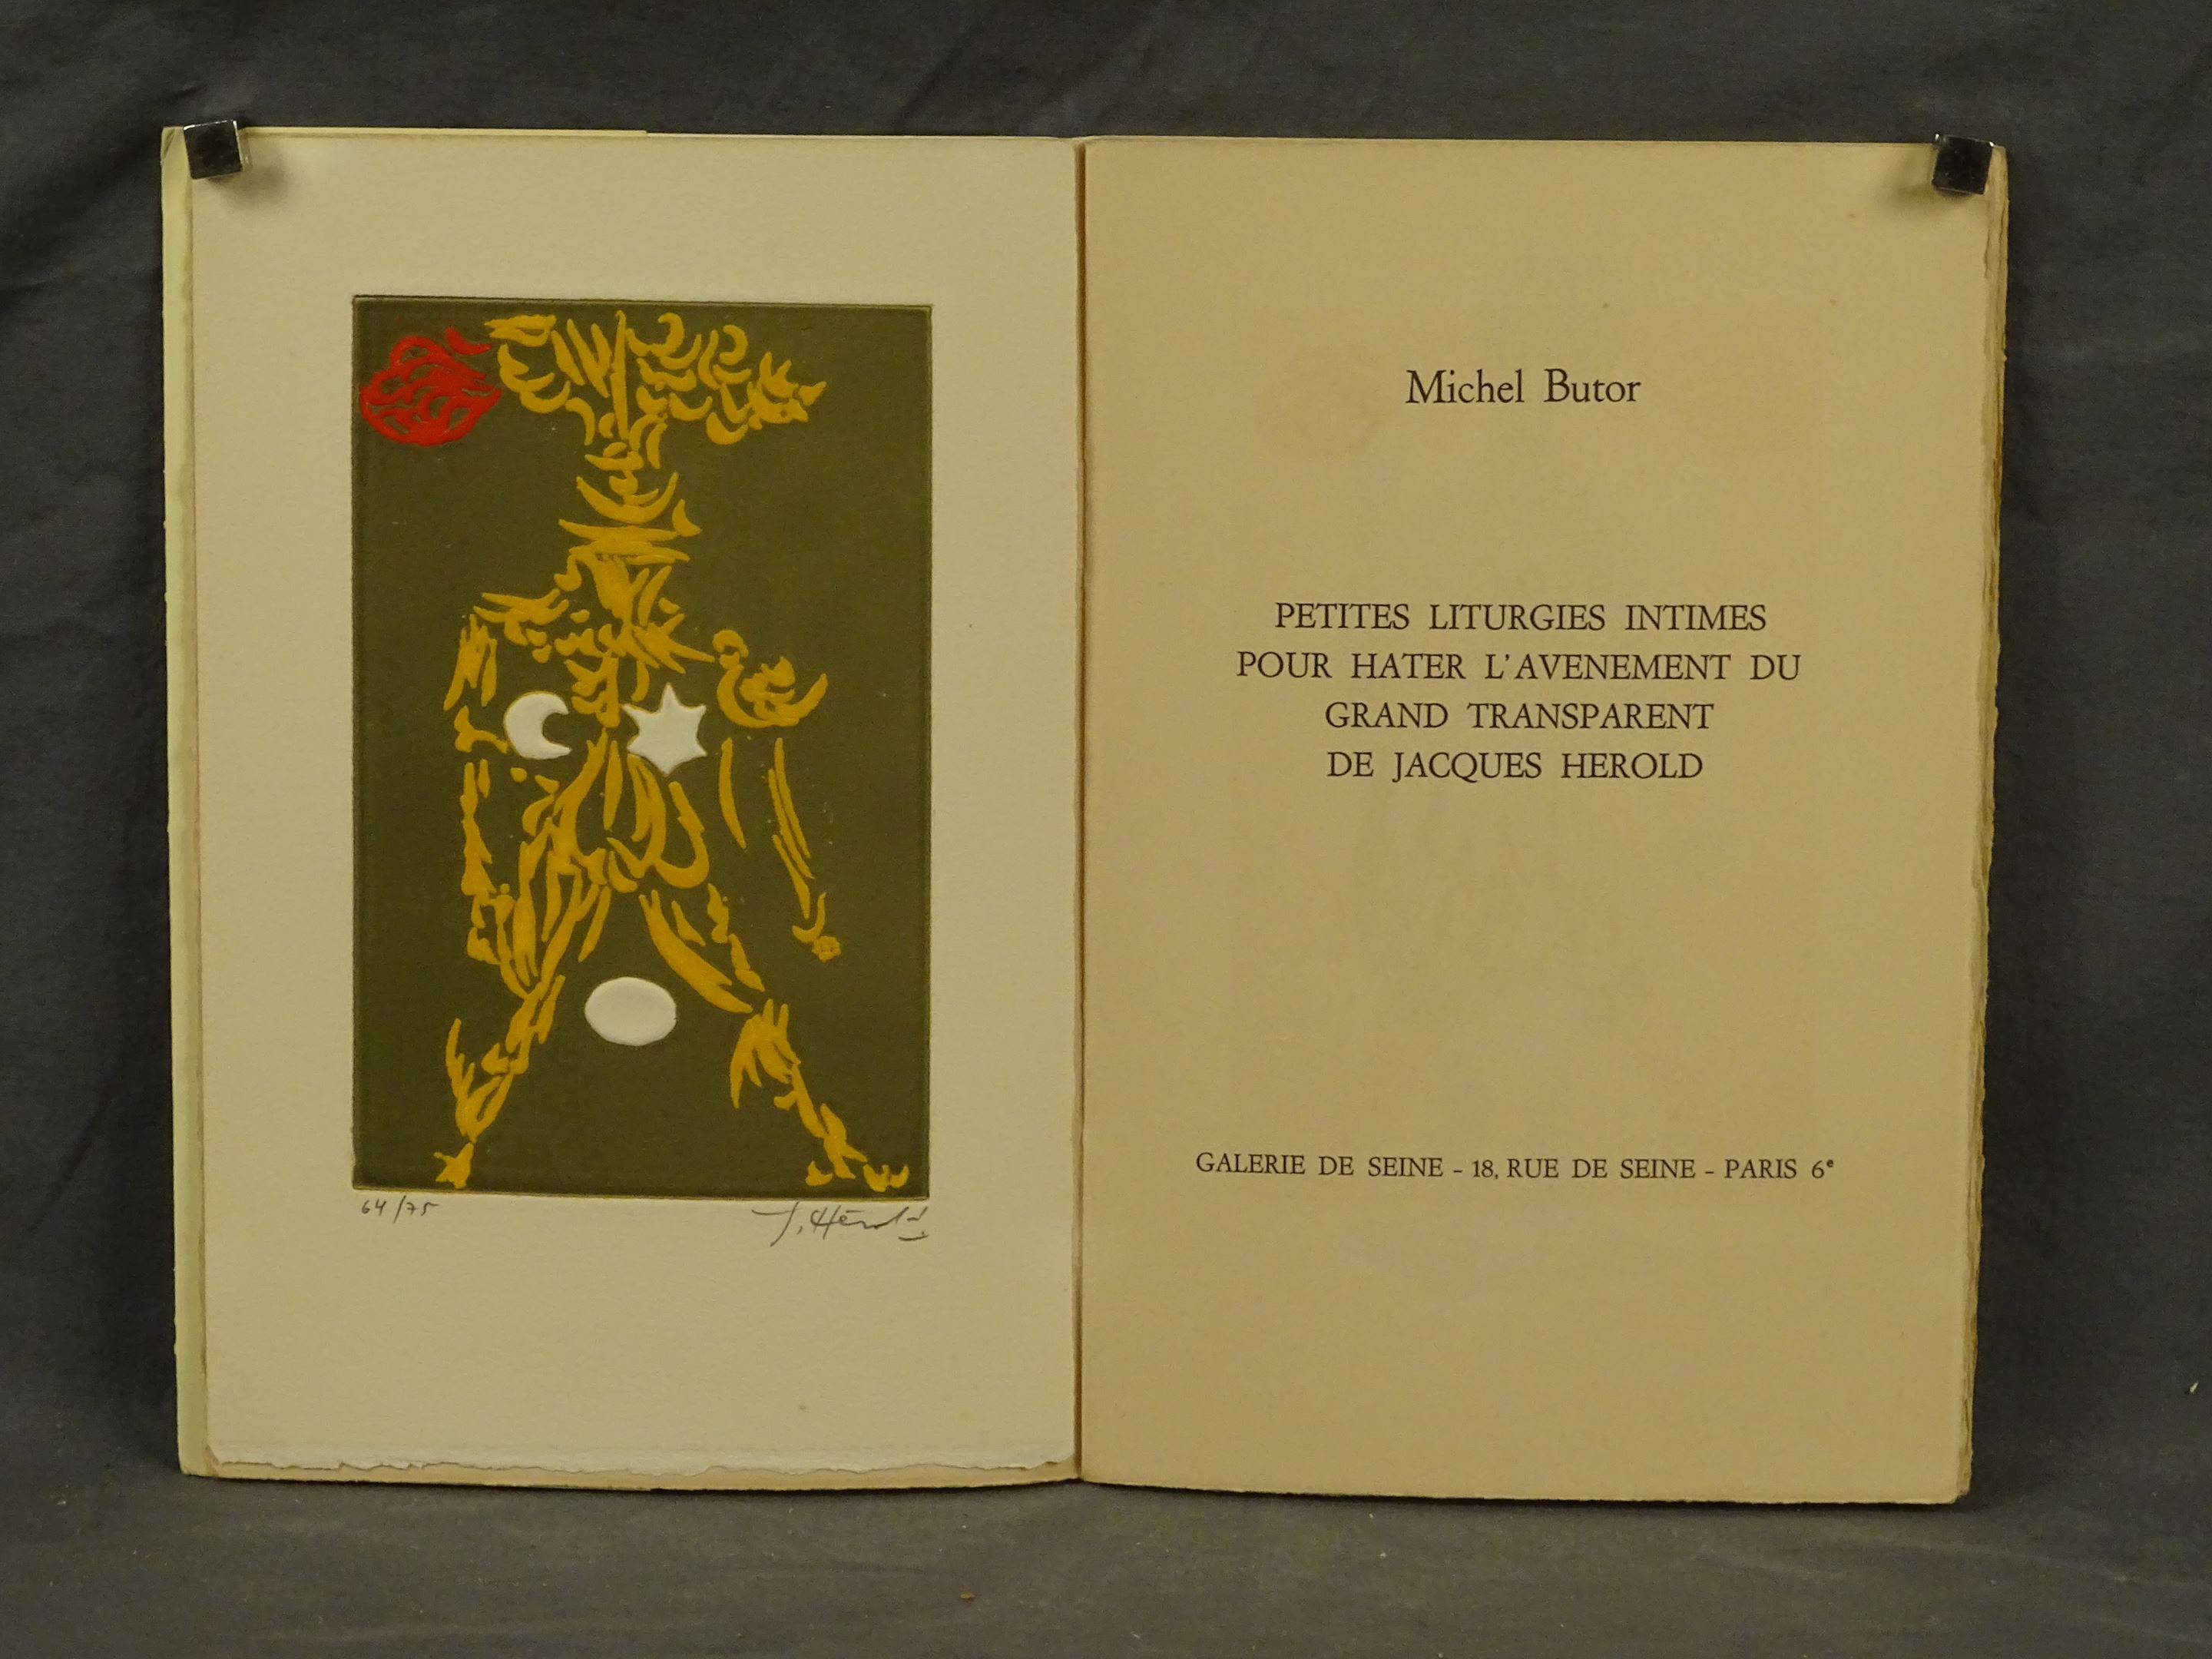 64/75
J. Hérold.
Michel Butor
PETITES LITURGIES INTIMES
POUR HATER L'AVENEMENT DU
GRAND TRANSPARENT
DE JACQUES HEROLD
GALERIE DE SEINE - 18, RUE DE SEINE - PARIS 6e